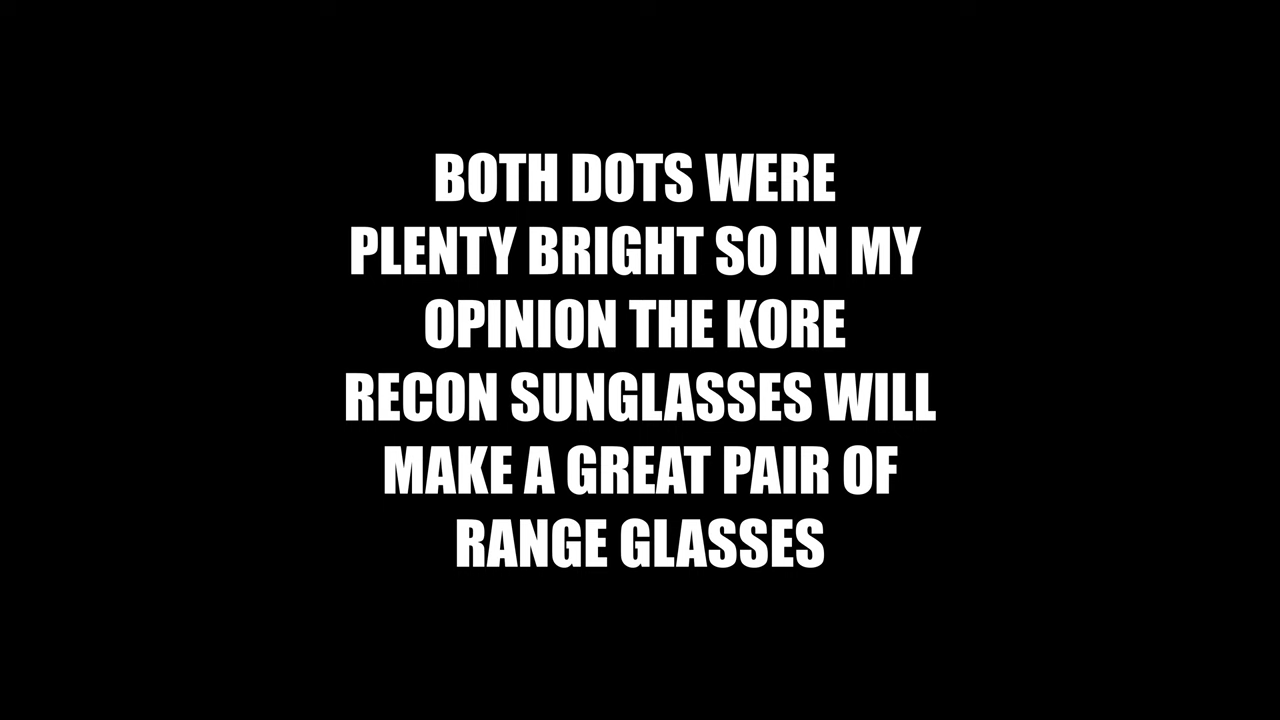 BOTH DOTS WERE
PLENTY BRIGHT SO IN MY
OPINION THE KORE
RECON SUNGLASSES WILL
MAKE A GREAT PAIR OF
RANGE GLASSES